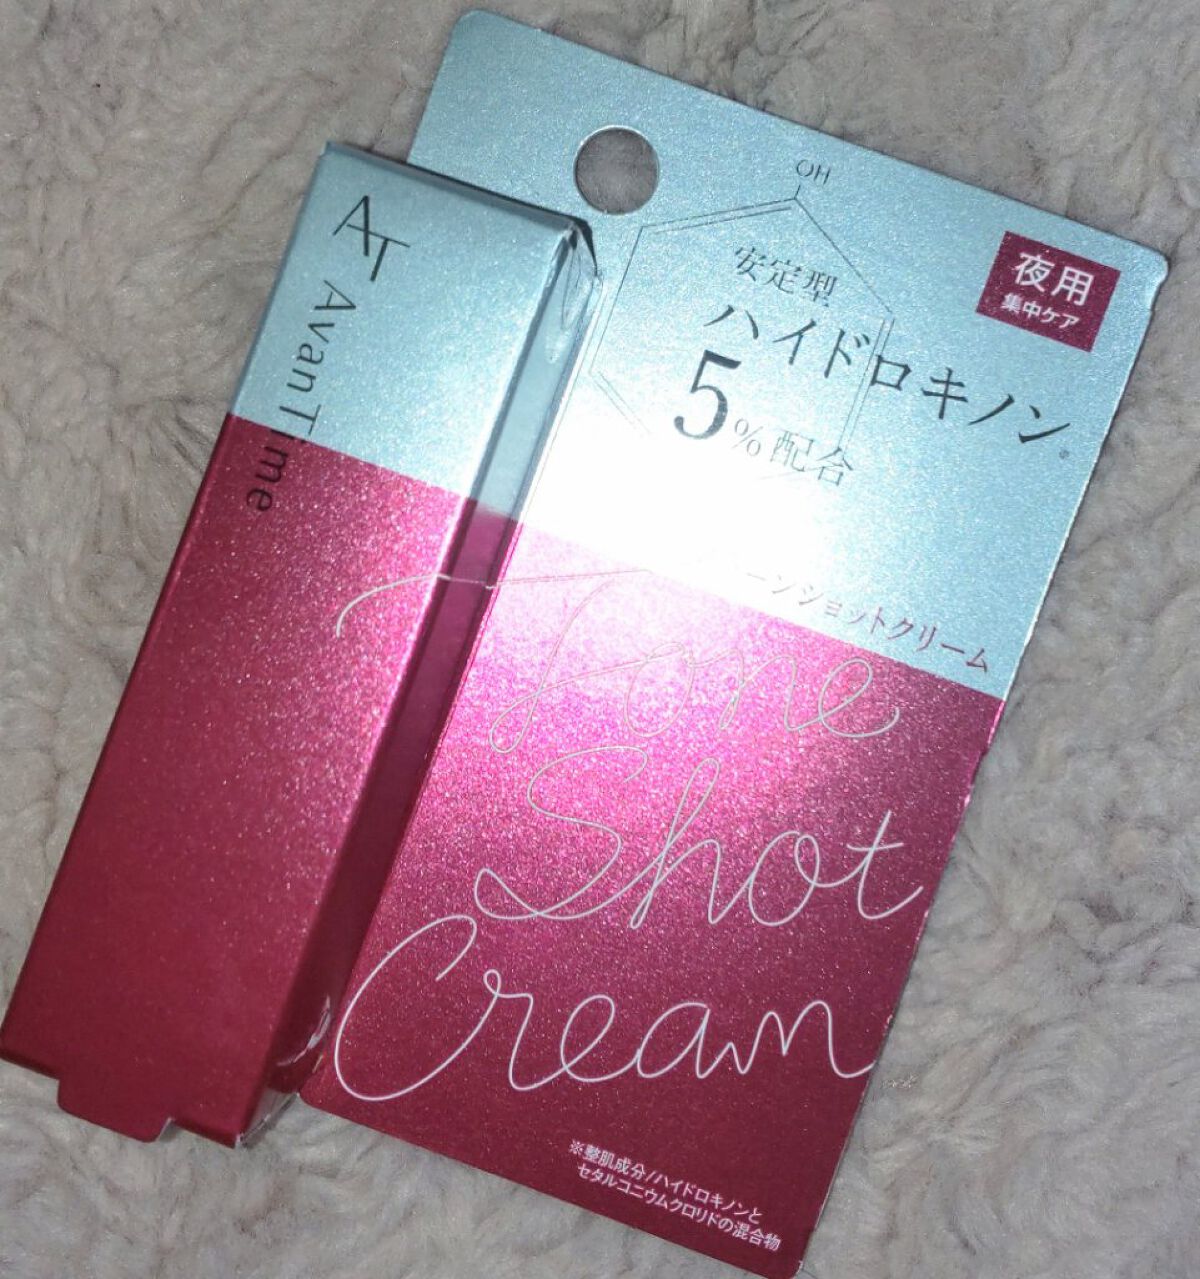 AT
AvanTime
OH
夜用
集中ケア
安定型
ハイドロキノン※
5%配合
ーンショットクリーム
Tone
Shot
Cream
※整肌成分/ハイドロキノンと
セタルコニウムクロリドの混合物